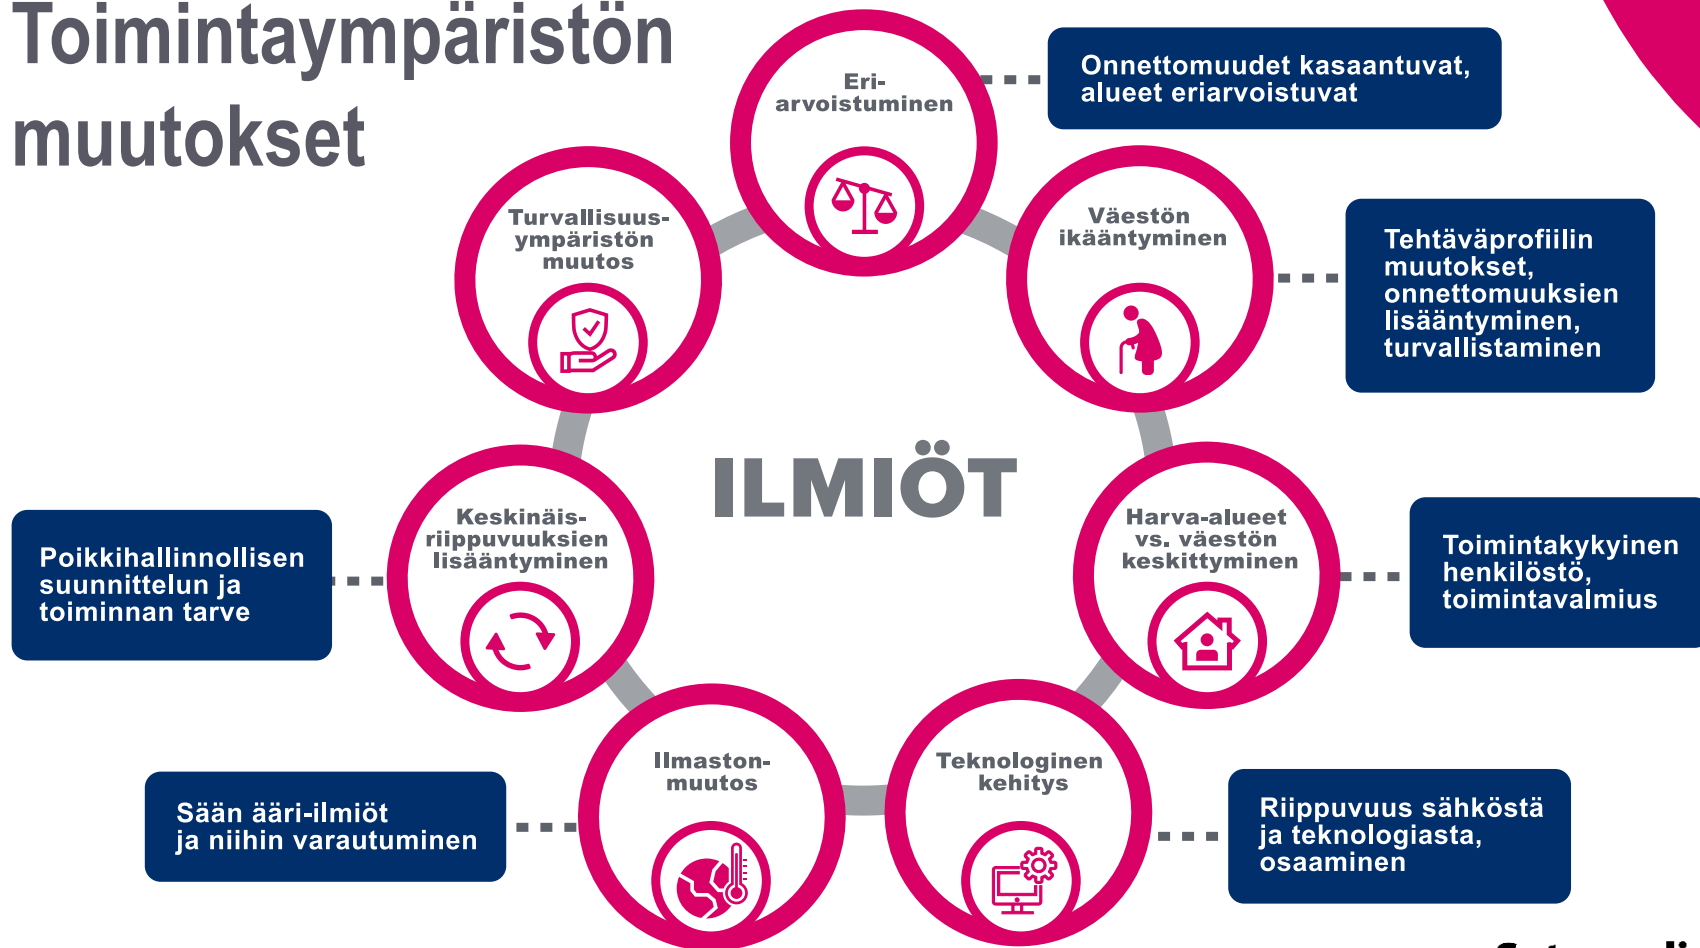 Toimintaympäristön
muutokset
Eri-
arvoistuminen
Onnettomuudet kasaantuvat,
alueet eriarvoistuvat
Turvallisuus-
ympäristön
muutos
Väestön
ikääntyminen
Tehtäväprofiilin
muutokset,
onnettomuuksien
lisääntyminen,
turvallistaminen
ILMIÖT
Keskinäis-
riippuvuuksien
lisääntyminen
Poikkihallinnollisen
suunnittelun ja
toiminnan tarve
Harva-alueet
vs. väestön
keskittyminen
Toimintakykyinen
henkilöstö,
toimintavalmius
Ilmaston-
muutos
Sään ääri-ilmiöt
ja niihin varautuminen
Teknologinen
kehitys
Riippuvuus sähköstä
ja teknologiasta,
osaaminen